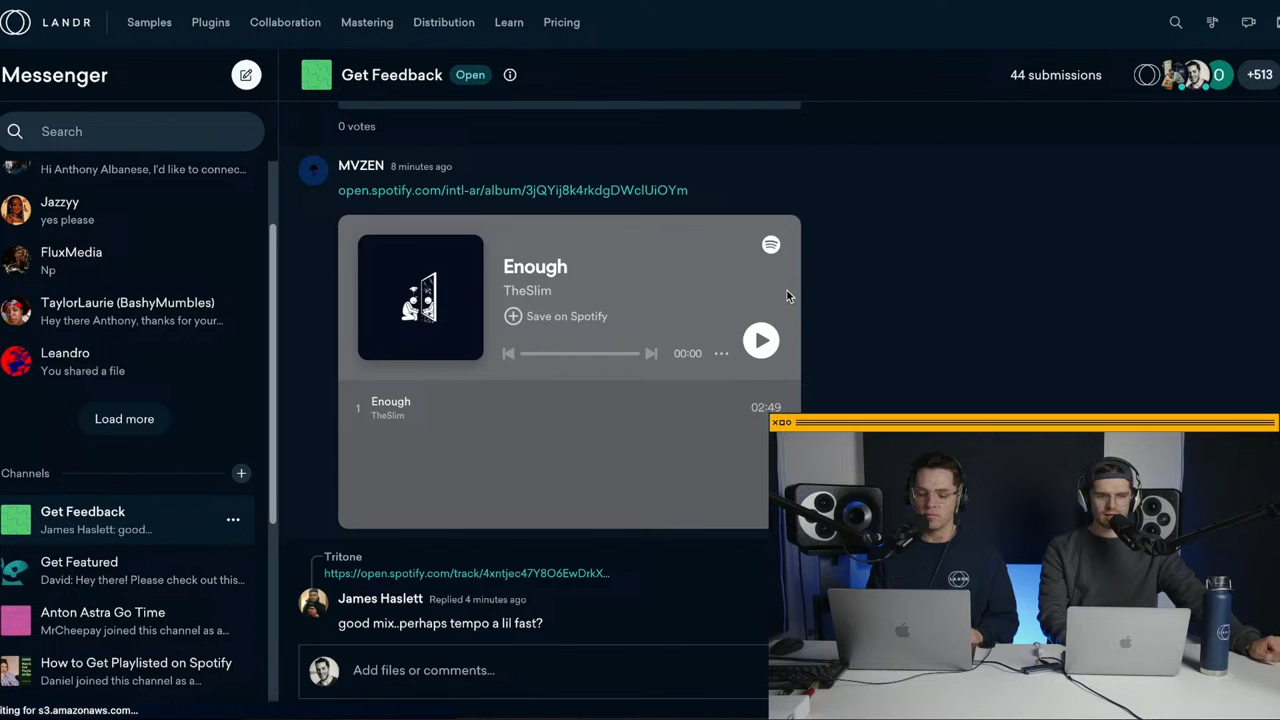 LANDR
Samples
Plugins
Collaboration
Mastering
Distribution
Learn
Pricing
Messenger
Search
Hi Anthony Albanese, I'd like to connec...
Jazzyy
yes please
FluxMedia
Np
TaylorLaurie (BashyMumbles)
Hey there Anthony, thanks for your...
Leandro
You shared a file
Load more
Channels
Get Feedback
James Haslett: good...
Get Featured
David: Hey there! Please check out this...
Anton Astra Go Time
MrCheepay joined this channel as a...
How to Get Playlisted on Spotify
Daniel joined this channel as a...
iting for s3.amazonaws.com...
Get Feedback Open
44 submissions
O
+513
0 votes
MVZEN 8 minutes ago
open.spotify.com/intl-ar/album/3jQYij8k4rkdgDWclUiOYm
Enough
TheSlim
Save on Spotify
00:00
1 Enough 02:49
TheSlim
Tritone
https://open.spotify.com/track/4xntjec47Y8O6EwDrkX...
James Haslett Replied 4 minutes ago
good mix..perhaps tempo a lil fast?
Add files or comments...
LANDR